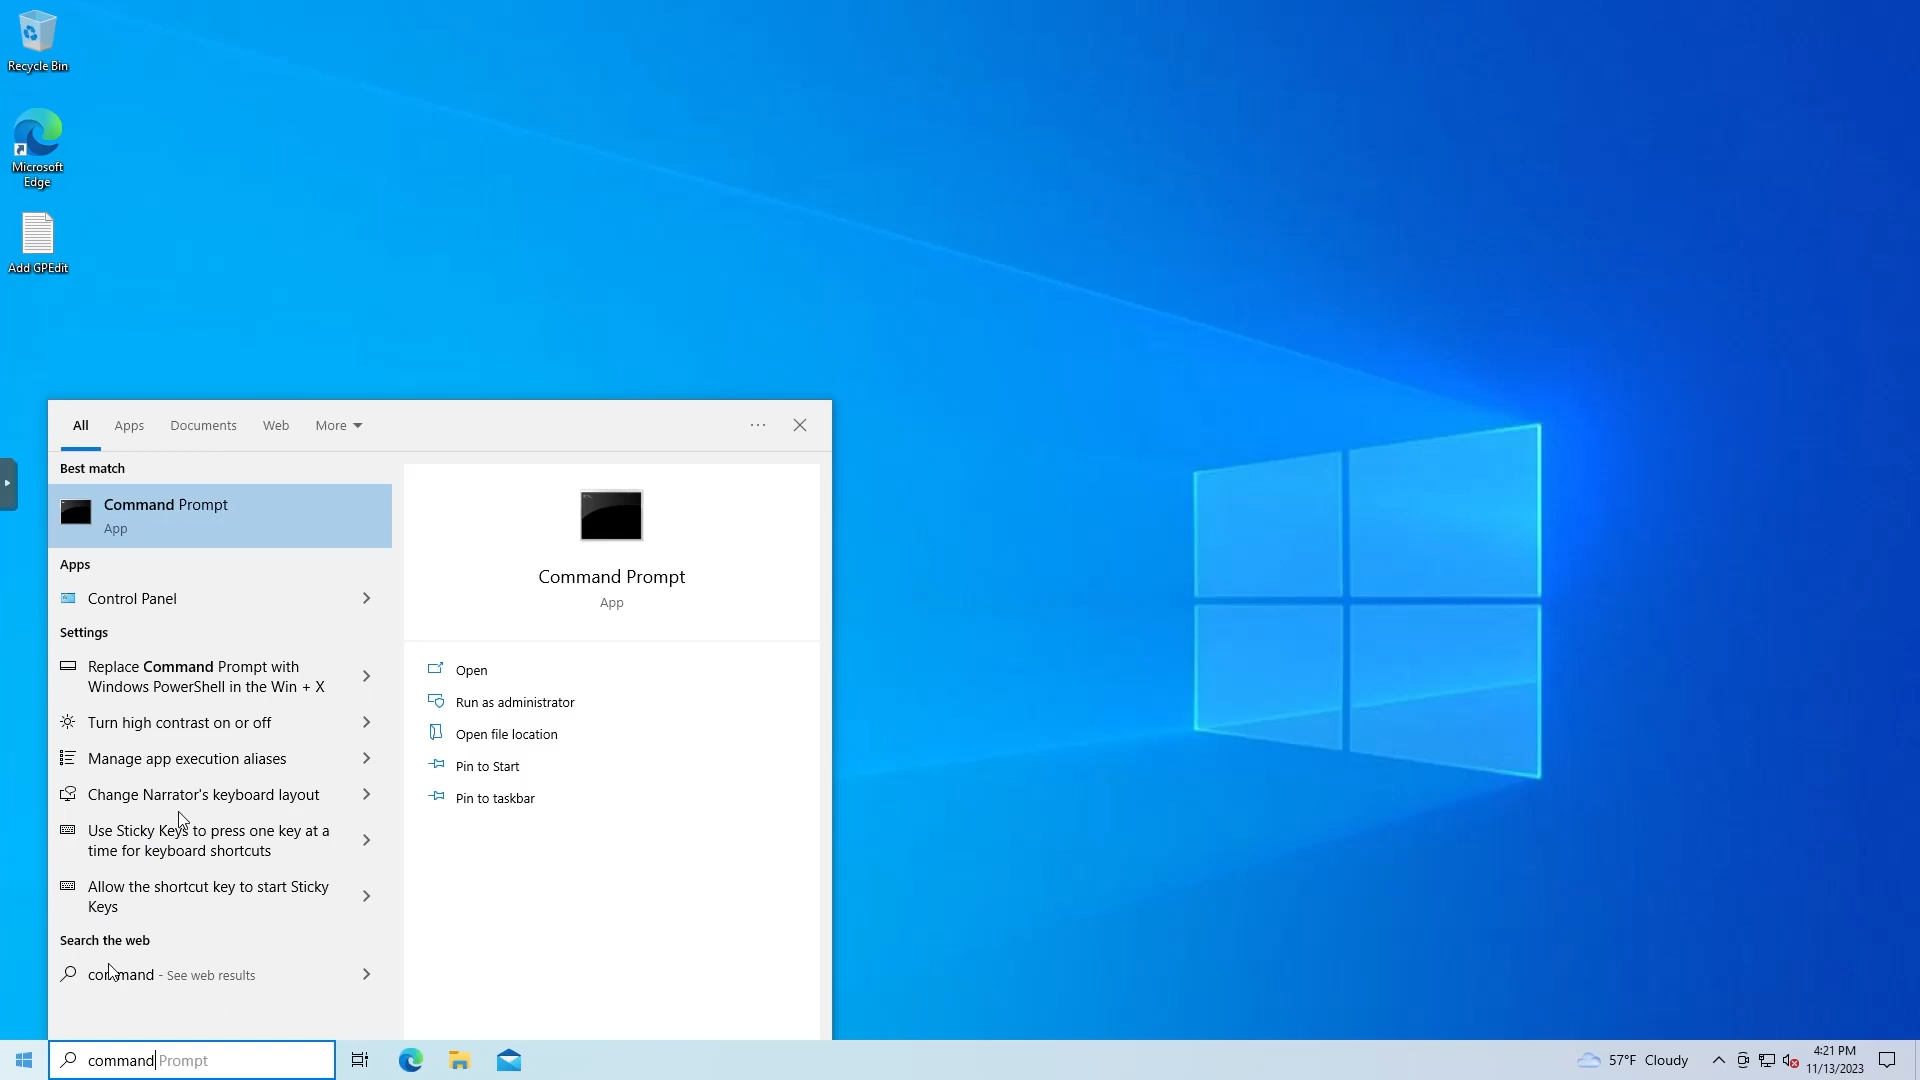 Recycle Bin
Microsoft
Edge
Add GPEdit
All
Apps
Documents
Web
More
Best match
Command Prompt
App
Apps
Control Panel
Settings
Replace Command Prompt with
Windows PowerShell in the Win + X
Turn high contrast on or off
Manage app execution aliases
Change Narrator's keyboard layout
Use Sticky Keys to press one key at a
time for keyboard shortcuts
Allow the shortcut key to start Sticky
Keys
Search the web
command - See web results
Command Prompt
App
Open
Run as administrator
Open file location
Pin to Start
Pin to taskbar
command Prompt
57°F Cloudy
4:21 PM
11/13/2023